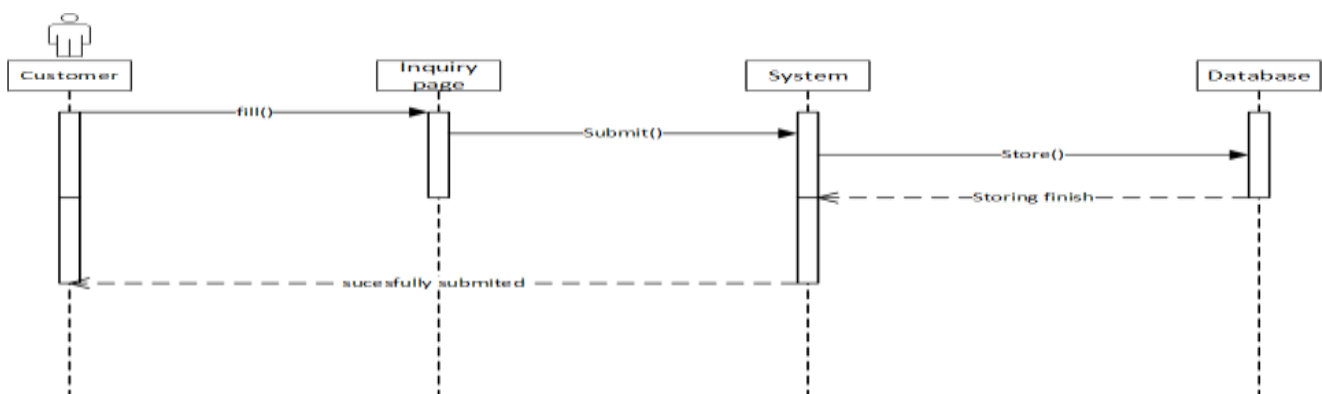 Customer
Inquiry
page
System
Database
fill()
Submit()
Store()
Storing finish
sucesfully submited